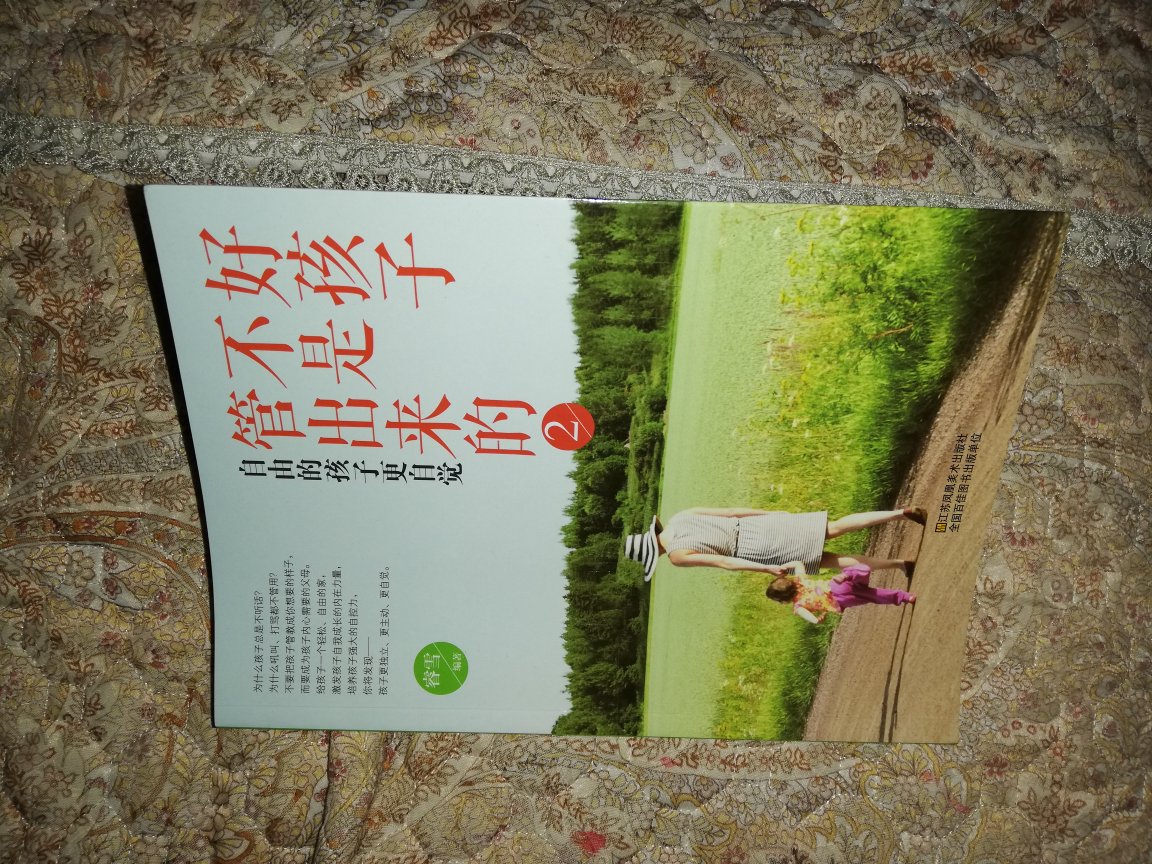 好孩子
不是
管出来的
2
自由的孩子更自觉
为什么孩子总是不听话?
为什么吼叫、打骂都不管用?
不要把孩子管教成你想要的样子,
而要成为孩子内心需要的父母。
给孩子一个轻松、自由的家,
激发孩子自我成长的内在力量,
培养孩子强大的自控力,
你将发现——
孩子更独立、更主动、更自觉。
睿雪
编著
江苏凤凰美术出版社
全国百佳图书出版单位